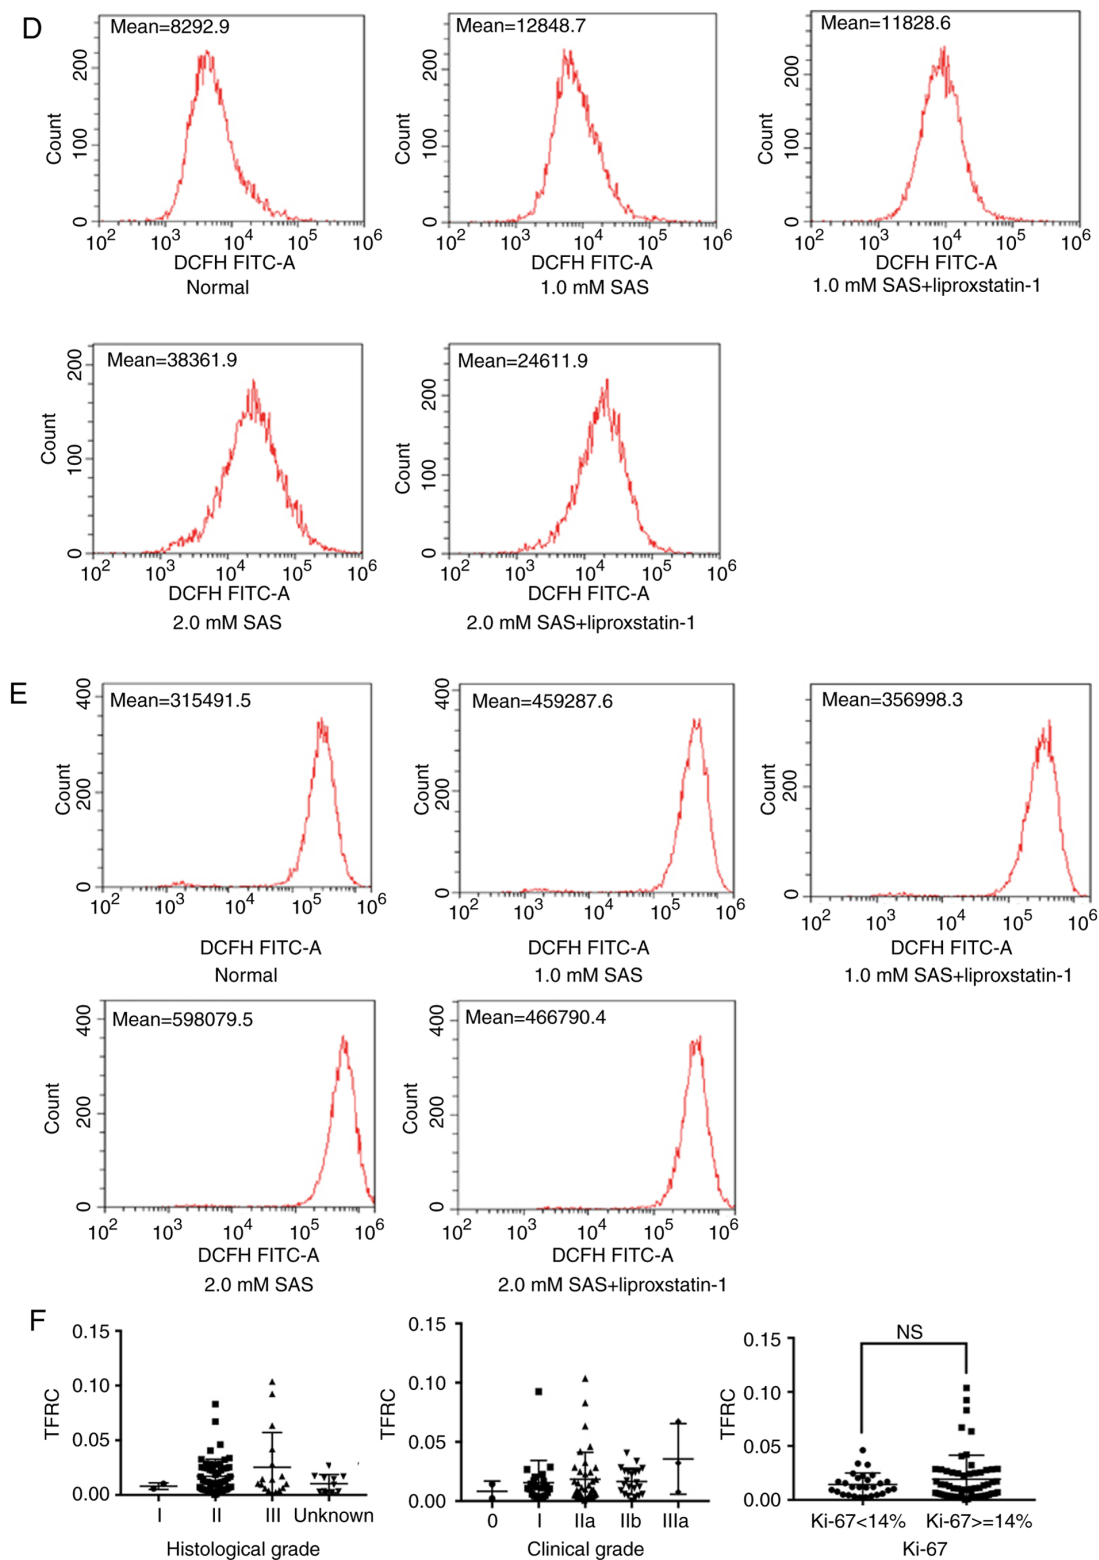 D
Mean=8292.9
Mean=12848.7
Mean=11828.6
Count
0
100
200
10^2 10^3 10^4 10^5 10^6
DCFH FITC-A
Normal
Count
0
100
200
10^2 10^3 10^4 10^5 10^6
DCFH FITC-A
1.0 mM SAS
Count
0
100
200
10^2 10^3 10^4 10^5 10^6
DCFH FITC-A
1.0 mM SAS+liproxstatin-1
Mean=38361.9
Count
0
100
200
10^2 10^3 10^4 10^5 10^6
DCFH FITC-A
2.0 mM SAS
Mean=24611.9
Count
0
100
200
10^2 10^3 10^4 10^5 10^6
DCFH FITC-A
2.0 mM SAS+liproxstatin-1
E
Mean=315491.5
Count
0
200
400
10^2 10^3 10^4 10^5 10^6
DCFH FITC-A
Normal
Mean=459287.6
Count
0
200
400
10^2 10^3 10^4 10^5 10^6
DCFH FITC-A
1.0 mM SAS
Mean=356998.3
Count
0
200
10^2 10^3 10^4 10^5 10^6
DCFH FITC-A
1.0 mM SAS+liproxstatin-1
Mean=598079.5
Count
0
200
400
10^2 10^3 10^4 10^5 10^6
DCFH FITC-A
2.0 mM SAS
Mean=466790.4
Count
0
200
400
10^2 10^3 10^4 10^5 10^6
DCFH FITC-A
2.0 mM SAS+liproxstatin-1
F
TFRC
0.15
0.10
0.05
0.00
I II III Unknown
Histological grade
TFRC
0.15
0.10
0.05
0.00
0 I IIa IIb IIIa
Clinical grade
TFRC
0.15
0.10
0.05
0.00
NS
Ki-67<14% Ki-67>=14%
Ki-67